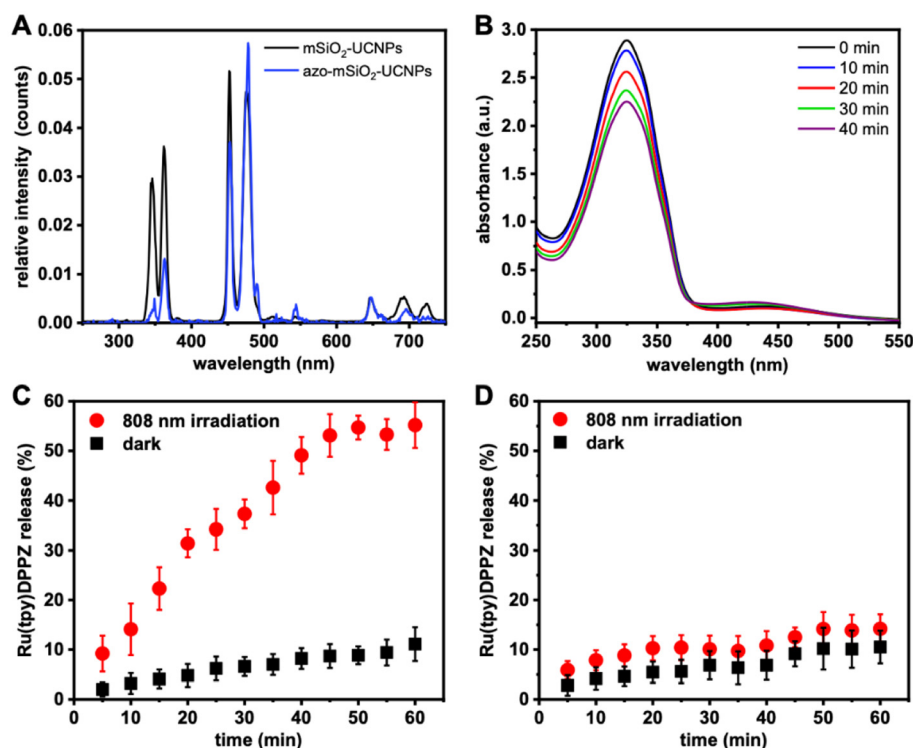 A
relative intensity (counts)
0.06
0.05
0.04
0.03
0.02
0.01
0.00
mSiO₂-UCNPs
azo-mSiO₂-UCNPs
300 400 500 600 700
wavelength (nm)
B
absorbance (a.u.)
3.0
2.5
2.0
1.5
1.0
0.5
0.0
0 min
10 min
20 min
30 min
40 min
250 300 350 400 450 500 550
wavelength (nm)
C
Ru(tpy)DPPZ release (%)
60
50
40
30
20
10
0
808 nm irradiation
dark
0 10 20 30 40 50 60
time (min)
D
Ru(tpy)DPPZ release (%)
60
50
40
30
20
10
0
808 nm irradiation
dark
0 10 20 30 40 50 60
time (min)